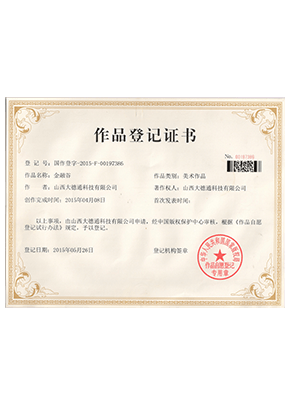 作品登记证书
登 记 号：国作登字-2015-F-00197386
作品名称：金融谷
作品类别：美术作品
作 者：山西大德通科技有限公司
著作权人：山西大德通科技有限公司
创作完成时间：2015年04月08日
首次发表时间：
以上事项，由山西大德通科技有限公司申请，经中国版权保护中心审核，根据《作品自愿
登记试行办法》规定，予以登记。
登记日期：2015年05月26日
登记机构签章
中华人民共和国国家版权局
作品自愿登记
专用章